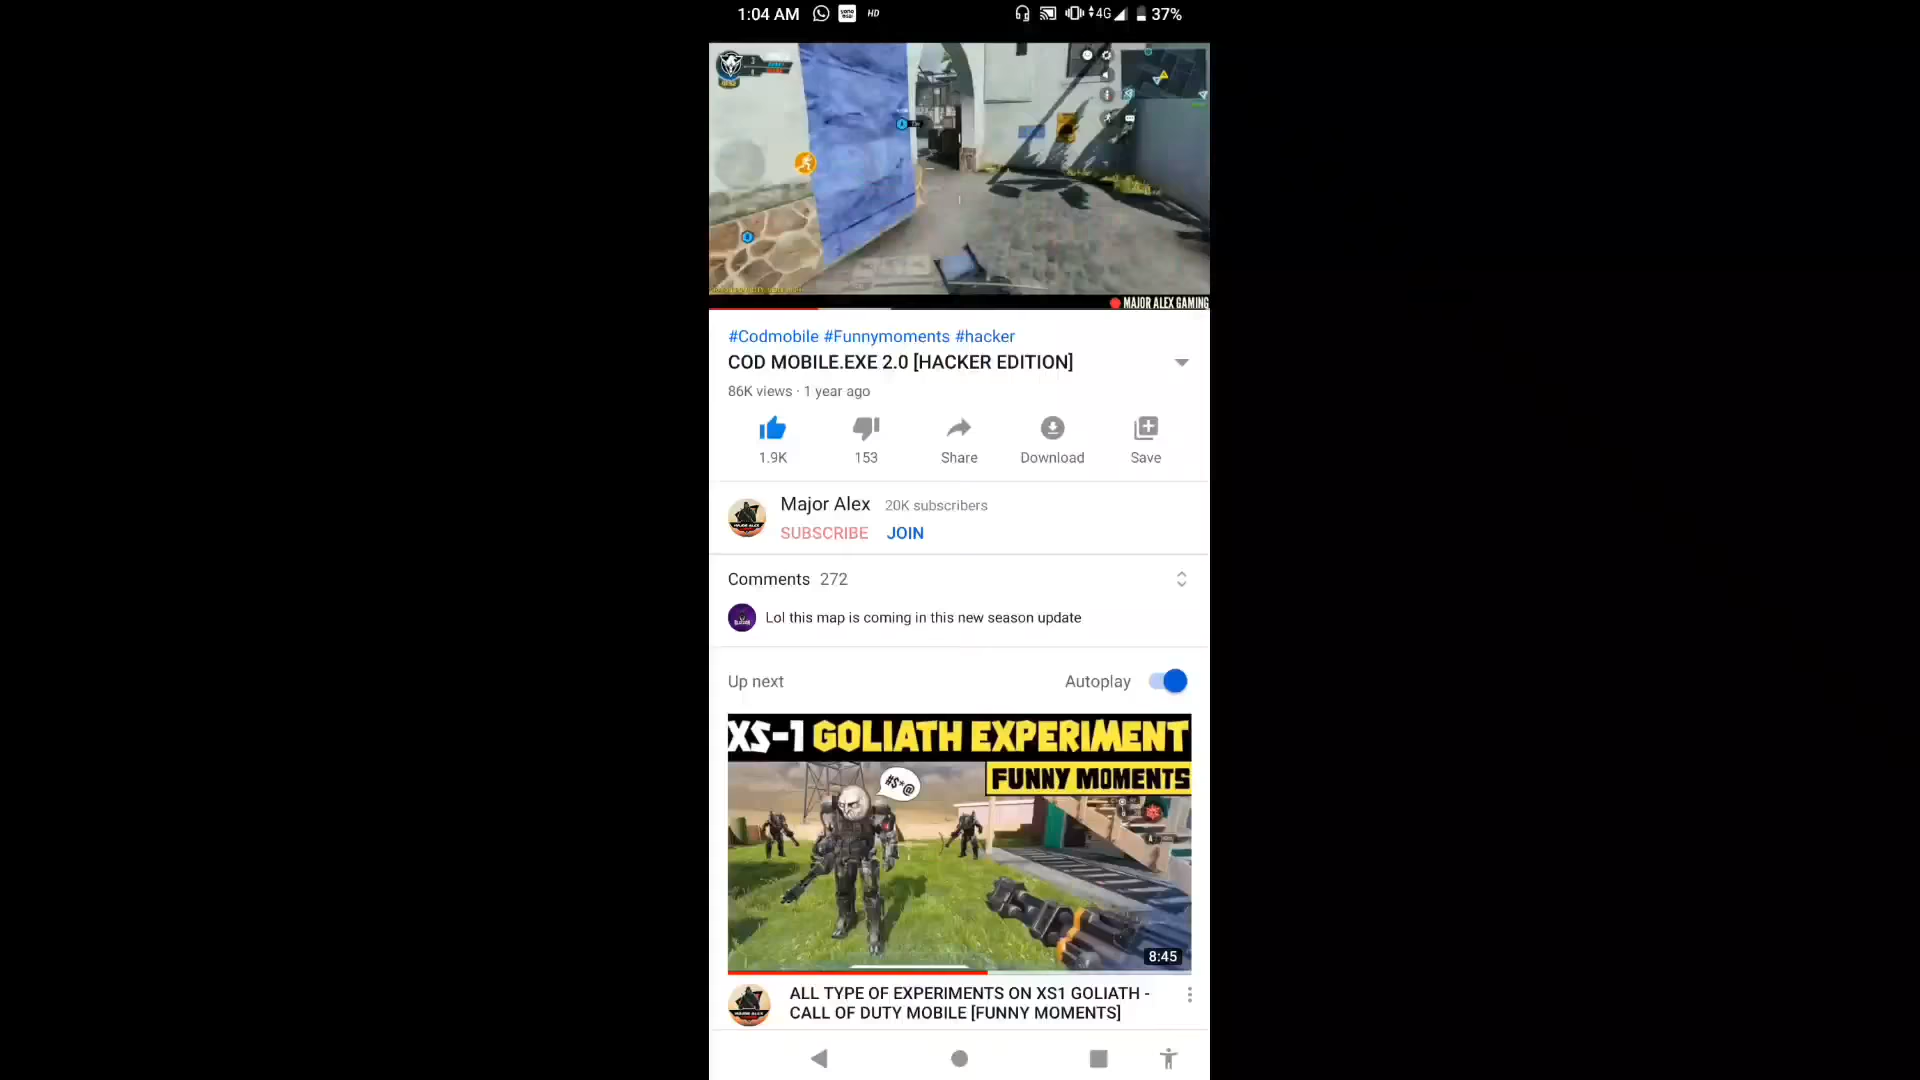 1:04 AM HD 4G 37%
MAJOR ALEX GAMING
#Codmobile #Funnymoments #hacker
COD MOBILE.EXE 2.0 [HACKER EDITION]
86K views · 1 year ago
1.9K 153 Share Download Save
Major Alex 20K subscribers
SUBSCRIBE JOIN
Comments 272
Lol this map is coming in this new season update
Up next Autoplay
XS-1 GOLIATH EXPERIMENT
FUNNY MOMENTS
#$*@
8:45
ALL TYPE OF EXPERIMENTS ON XS1 GOLIATH -
CALL OF DUTY MOBILE [FUNNY MOMENTS]